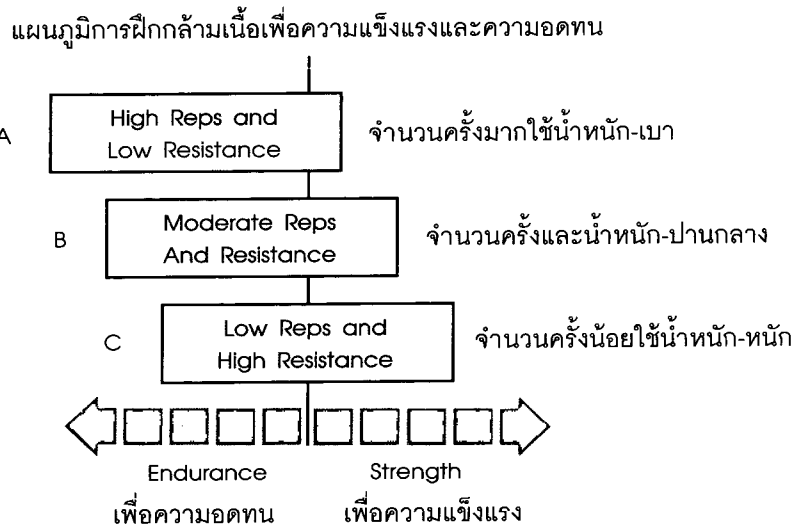 แผนภูมิการฝึกกล้ามเนื้อเพื่อความแข็งแรงและความอดทน
A
High Reps and
Low Resistance
จำนวนครั้งมากใช้น้ำหนัก-เบา
B
Moderate Reps
And Resistance
จำนวนครั้งและน้ำหนัก-ปานกลาง
C
Low Reps and
High Resistance
จำนวนครั้งน้อยใช้น้ำหนัก-หนัก
Endurance
Strength
เพื่อความอดทน
เพื่อความแข็งแรง